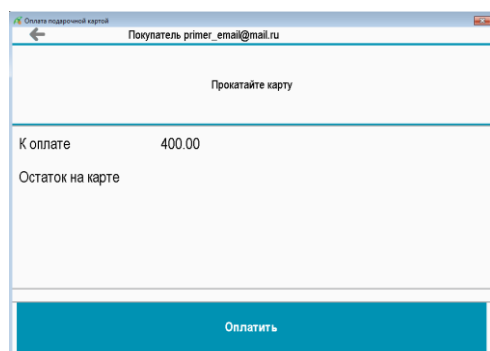 Оплата подарочной картой
Покупатель primer_email@mail.ru
Прокатайте карту
К оплате 400.00
Остаток на карте
Оплатить